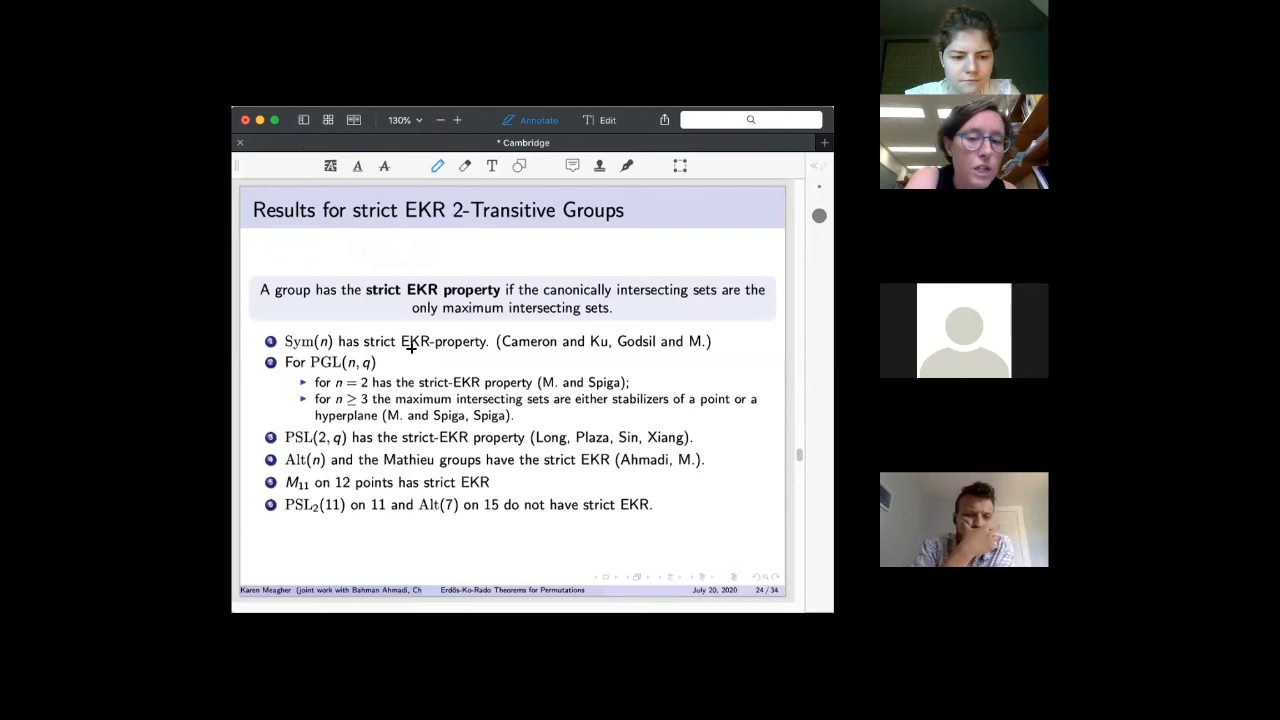 130%
Annotate
Edit
* Cambridge
Results for strict EKR 2-Transitive Groups
A group has the strict EKR property if the canonically intersecting sets are the
only maximum intersecting sets.
1 Sym(n) has strict EKR-property. (Cameron and Ku, Godsil and M.)
2 For PGL(n, q)
▶ for n = 2 has the strict-EKR property (M. and Spiga);
▶ for n ≥ 3 the maximum intersecting sets are either stabilizers of a point or a
hyperplane (M. and Spiga, Spiga).
3 PSL(2, q) has the strict-EKR property (Long, Plaza, Sin, Xiang).
4 Alt(n) and the Mathieu groups have the strict EKR (Ahmadi, M.).
5 M₁₁ on 12 points has strict EKR
6 PSL₂(11) on 11 and Alt(7) on 15 do not have strict EKR.
Karen Meagher (joint work with Bahman Ahmadi, Ch Erdős-Ko-Rado Theorems for Permutations July 20, 2020 24 / 34